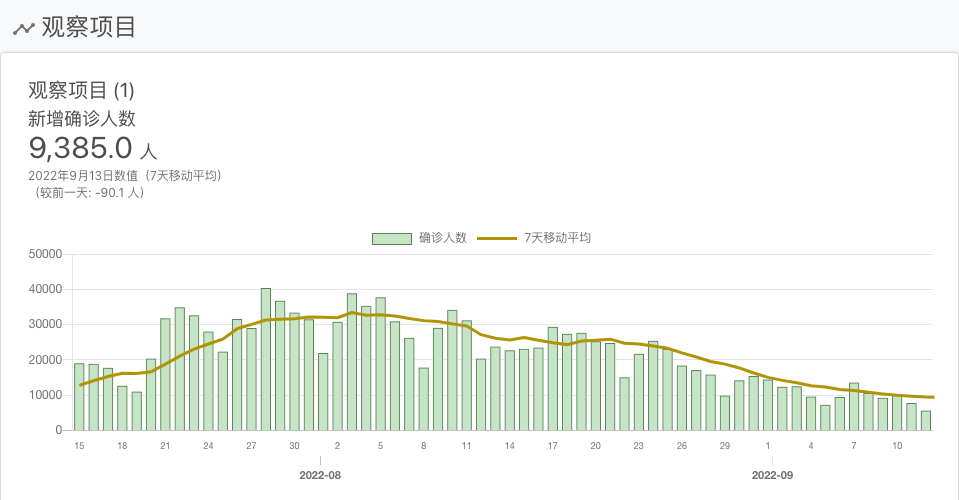 观察项目
观察项目 (1)
新增确诊人数
9,385.0 人
2022年9月13日数值（7天移动平均）
（较前一天: -90.1 人）
确诊人数 7天移动平均
50000
40000
30000
20000
10000
0
15 18 21 24 27 30 2 5 8 11 14 17 20 23 26 29 1 4 7 10
2022-08 2022-09